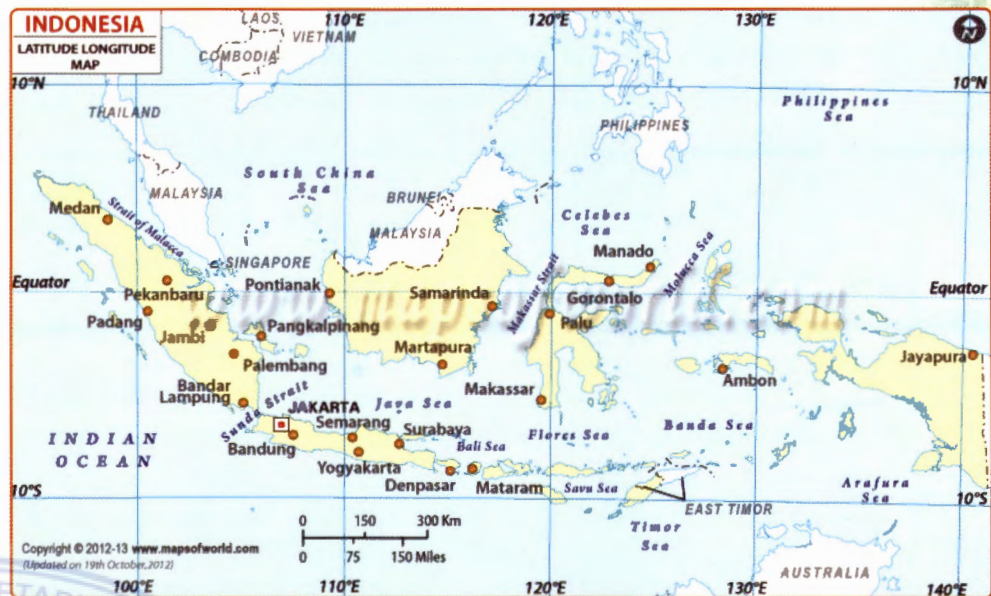 INDONESIA
LATITUDE LONGITUDE
MAP
110°E
120°E
130°E
LAOS
VIETNAM
COMBODIA
10°N
10°N
THAILAND
Philippines
Sea
PHILIPPINES
South China
Sea
MALAYSIA
BRUNEI
MALAYSIA
Celebes
Sea
Medan
Strait of Malacca
SINGAPORE
Manado
Molucca Sea
Makassar Strait
Equator
Equator
Pekanbaru
Pontianak
Samarinda
Gorontalo
www.mapsofworld.com
Padang
Jambi
Pangkalpinang
Palu
Palembang
Martapura
Jayapura
Ambon
Bandar
Lampung
Makassar
Sunda Strait
JAKARTA
Java Sea
Semarang
Surabaya
Flores Sea
Banda Sea
INDIAN
OCEAN
Bandung
Bali Sea
Yogyakarta
Denpasar
Mataram
Savu Sea
Arafura
Sea
10°S
10°S
EAST TIMOR
Timor
Sea
0 150 300 Km
0 75 150 Miles
Copyright © 2012-13 www.mapsofworld.com
(Updated on 19th October, 2012)
AUSTRALIA
100°E
110°E
120°E
130°E
140°E